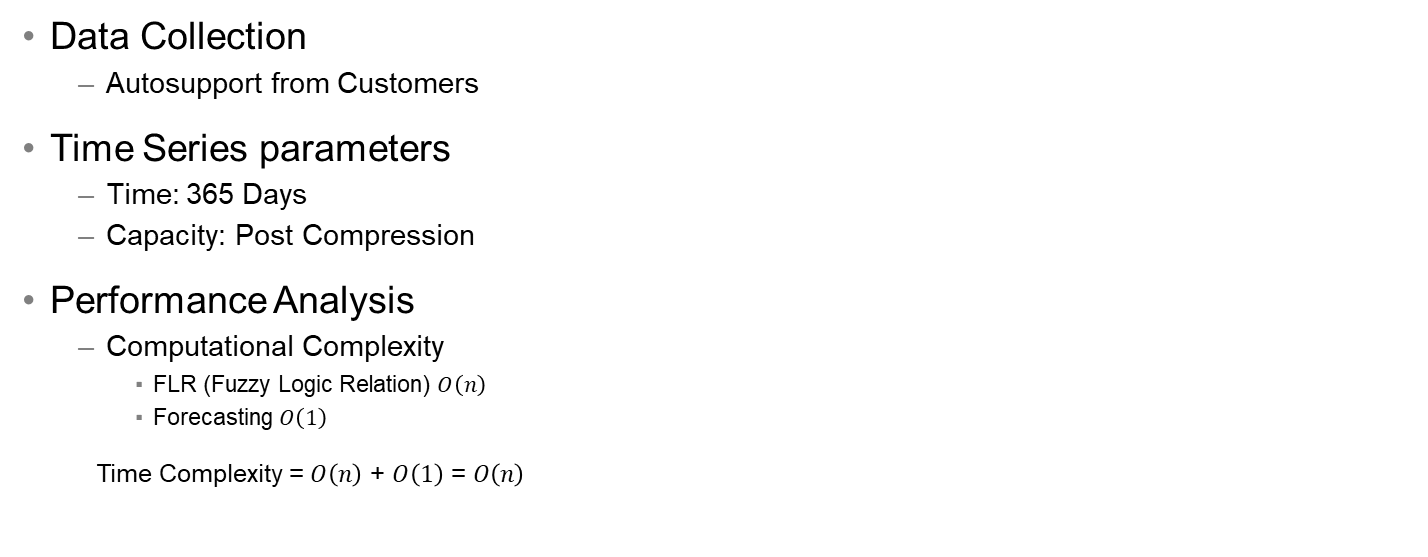 • Data Collection
– Autosupport from Customers
• Time Series parameters
– Time: 365 Days
– Capacity: Post Compression
• Performance Analysis
– Computational Complexity
▪ FLR (Fuzzy Logic Relation) O(n)
▪ Forecasting O(1)
Time Complexity = O(n) + O(1) = O(n)